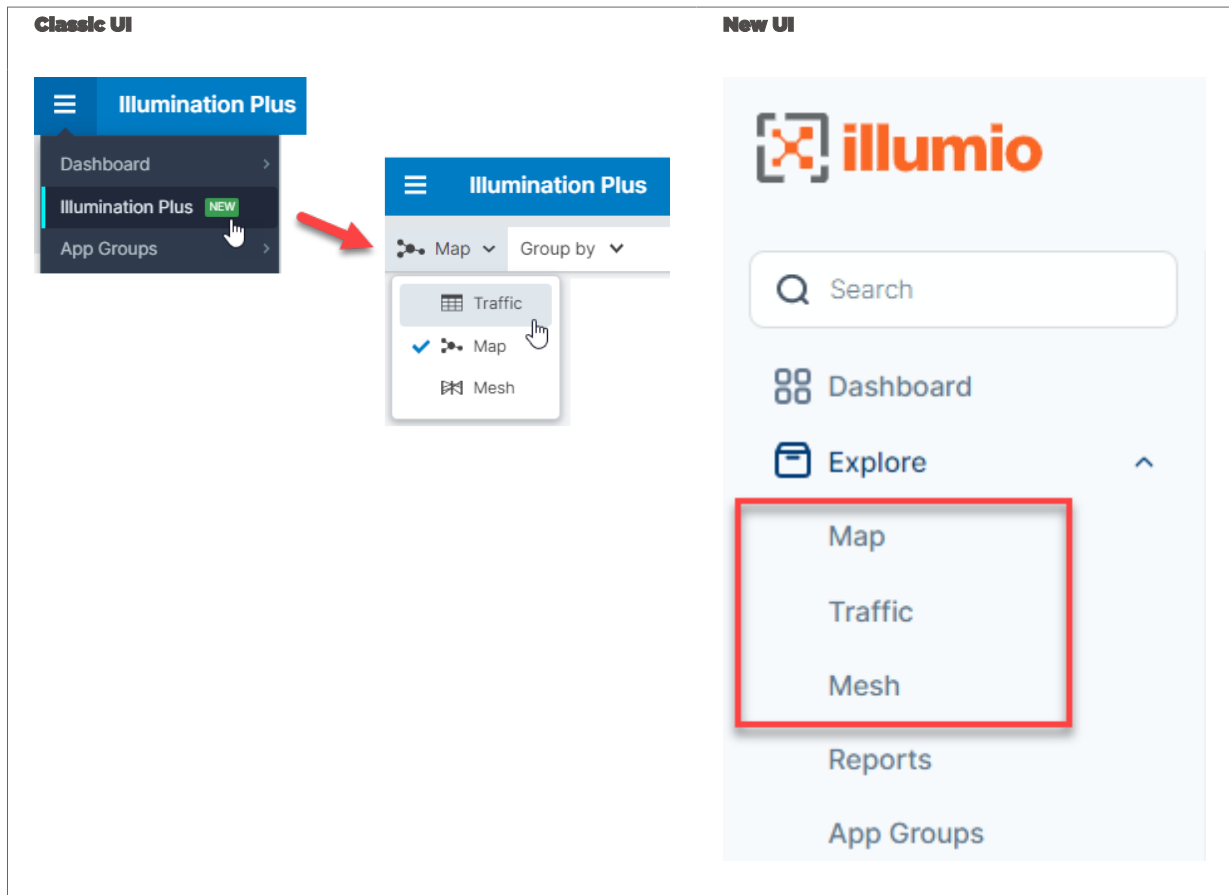 Classic UI
New UI
Illumination Plus
Dashboard
Illumination Plus NEW
App Groups
Illumination Plus
Map Group by
Traffic
Map
Mesh
illumio
Search
Dashboard
Explore
Map
Traffic
Mesh
Reports
App Groups